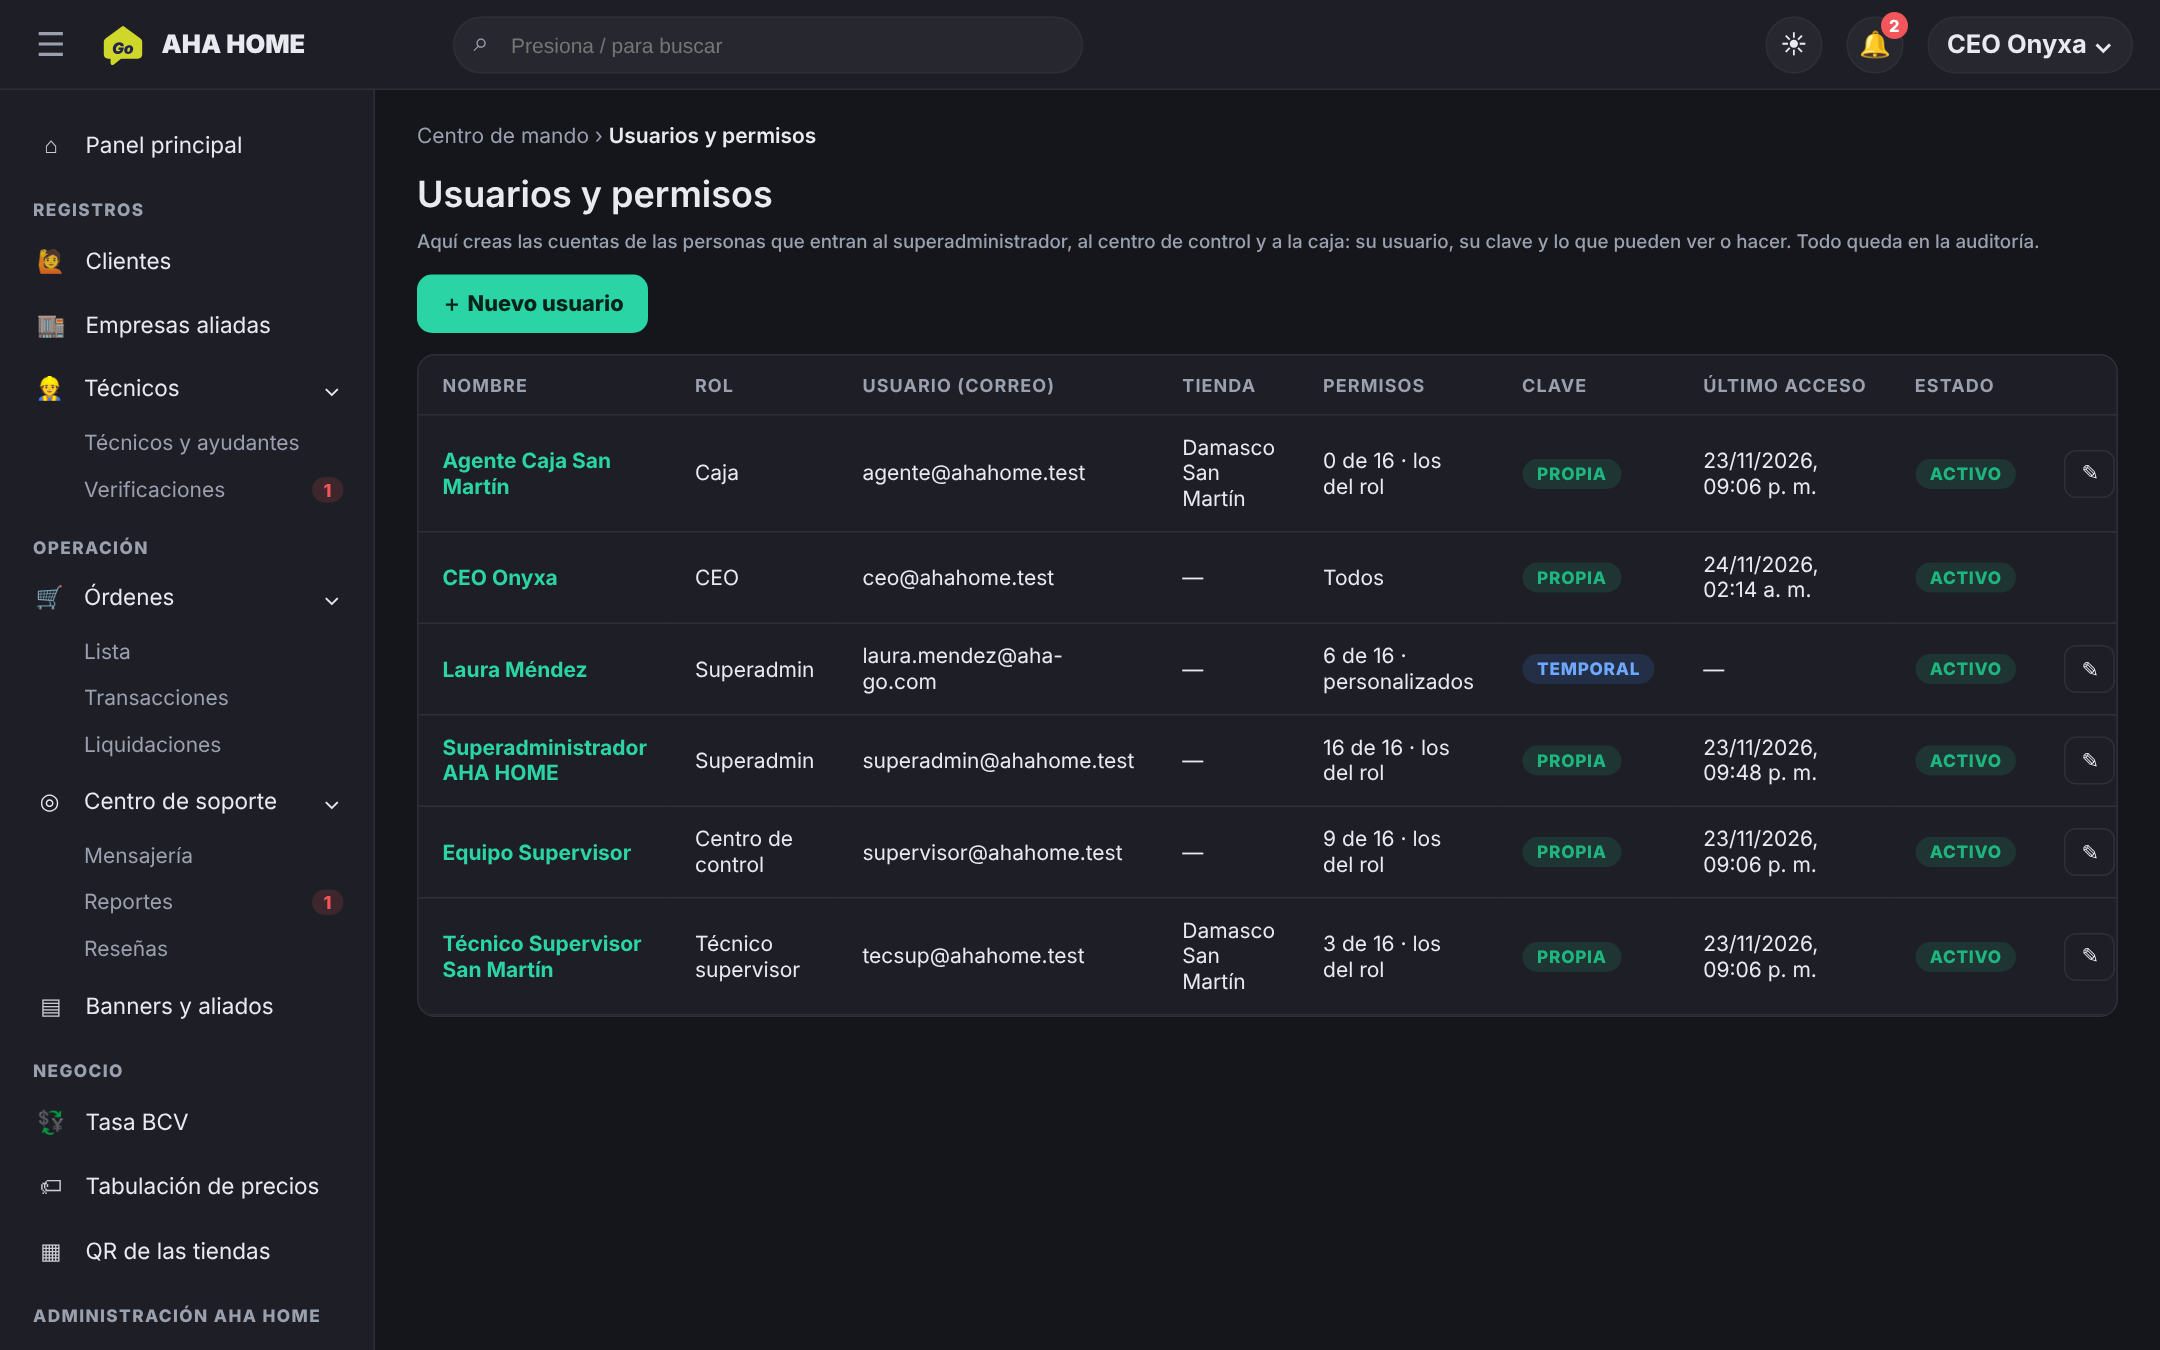 Go AHA HOME
Presiona / para buscar
2
CEO Onyxa
Panel principal
REGISTROS
Clientes
Empresas aliadas
Técnicos
Técnicos y ayudantes
Verificaciones 1
OPERACIÓN
Órdenes
Lista
Transacciones
Liquidaciones
Centro de soporte
Mensajería
Reportes 1
Reseñas
Banners y aliados
NEGOCIO
Tasa BCV
Tabulación de precios
QR de las tiendas
ADMINISTRACIÓN AHA HOME
Centro de mando › Usuarios y permisos
Usuarios y permisos
Aquí creas las cuentas de las personas que entran al superadministrador, al centro de control y a la caja: su usuario, su clave y lo que pueden ver o hacer. Todo queda en la auditoría.
+ Nuevo usuario
NOMBRE ROL USUARIO (CORREO) TIENDA PERMISOS CLAVE ÚLTIMO ACCESO ESTADO
Agente Caja San
Martín
Caja
agente@ahahome.test
Damasco
San
Martín
0 de 16 · los
del rol
PROPIA
23/11/2026,
09:06 p. m.
ACTIVO
CEO Onyxa
CEO
ceo@ahahome.test
—
Todos
PROPIA
24/11/2026,
02:14 a. m.
ACTIVO
Laura Méndez
Superadmin
laura.mendez@aha-
go.com
—
6 de 16 ·
personalizados
TEMPORAL
—
ACTIVO
Superadministrador
AHA HOME
Superadmin
superadmin@ahahome.test
—
16 de 16 · los
del rol
PROPIA
23/11/2026,
09:48 p. m.
ACTIVO
Equipo Supervisor
Centro de
control
supervisor@ahahome.test
—
9 de 16 · los
del rol
PROPIA
23/11/2026,
09:06 p. m.
ACTIVO
Técnico Supervisor
San Martín
Técnico
supervisor
tecsup@ahahome.test
Damasco
San
Martín
3 de 16 · los
del rol
PROPIA
23/11/2026,
09:06 p. m.
ACTIVO